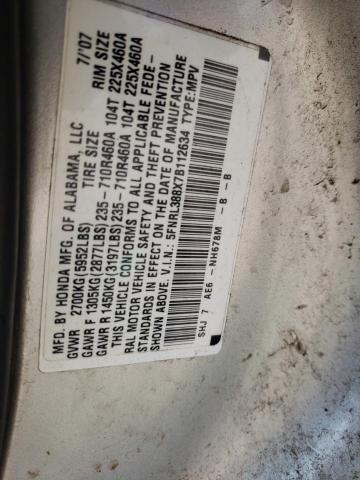 MFD. BY HONDA MFG. OF ALABAMA, LLC 7/07
GVWR 2700KG(5952LBS) TIRE SIZE RIM SIZE
GAWR F 1305KG(2877LBS)235-710R460A 104T 225X460A
GAWR R 1450KG(3197LBS)235-710R460A 104T 225X460A
THIS VEHICLE CONFORMS TO ALL APPLICABLE FEDE-
RAL MOTOR VEHICLE SAFETY AND THEFT PREVENTION
STANDARDS IN EFFECT ON THE DATE OF MANUFACTURE
SHOWN ABOVE. V.I.N.: 5FNRL388X7B112634 TYPE:MPV
SHJ 7 AE6 -NH678M -B -B